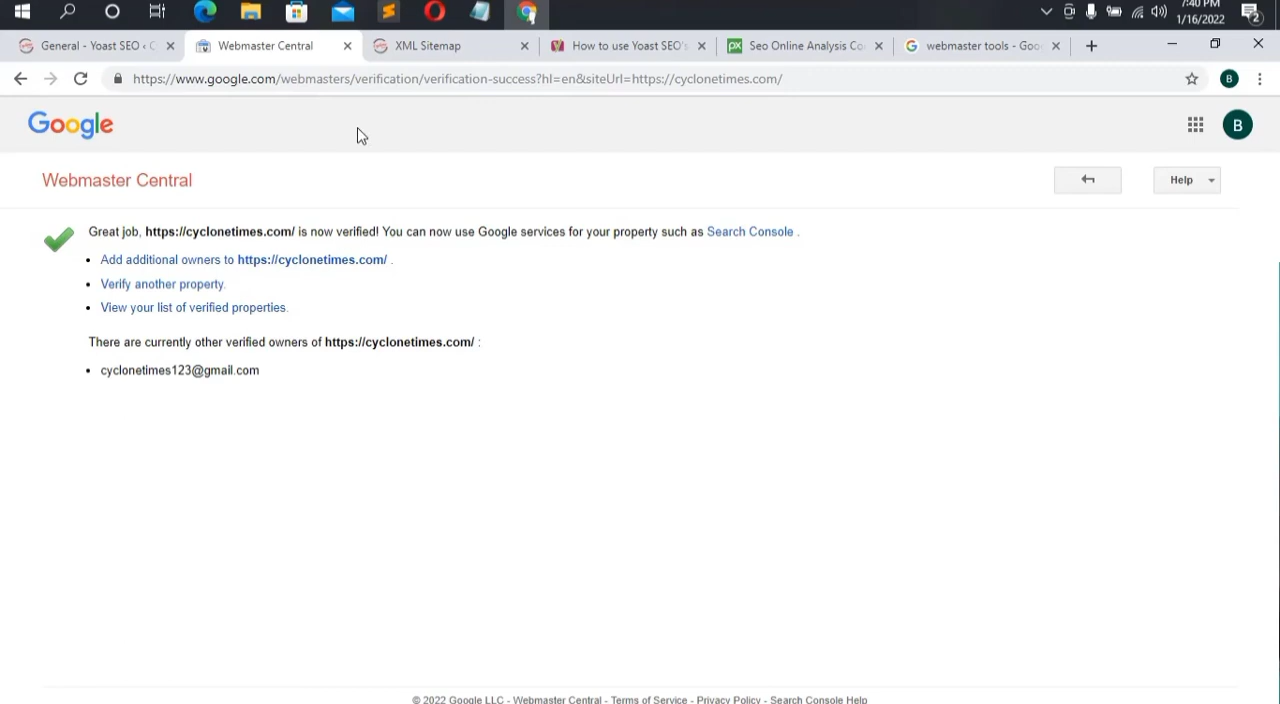 7:40 PM
1/16/2022
2
General - Yoast SEO ‹ C
Webmaster Central
XML Sitemap
How to use Yoast SEO's
Seo Online Analysis Co
webmaster tools - Goo
https://www.google.com/webmasters/verification/verification-success?hl=en&siteUrl=https://cyclonetimes.com/
B
Google
B
Webmaster Central
Help
Great job, https://cyclonetimes.com/ is now verified! You can now use Google services for your property such as Search Console .
Add additional owners to https://cyclonetimes.com/ .
Verify another property.
View your list of verified properties.
There are currently other verified owners of https://cyclonetimes.com/ :
cyclonetimes123@gmail.com
© 2022 Google LLC - Webmaster Central - Terms of Service - Privacy Policy - Search Console Help